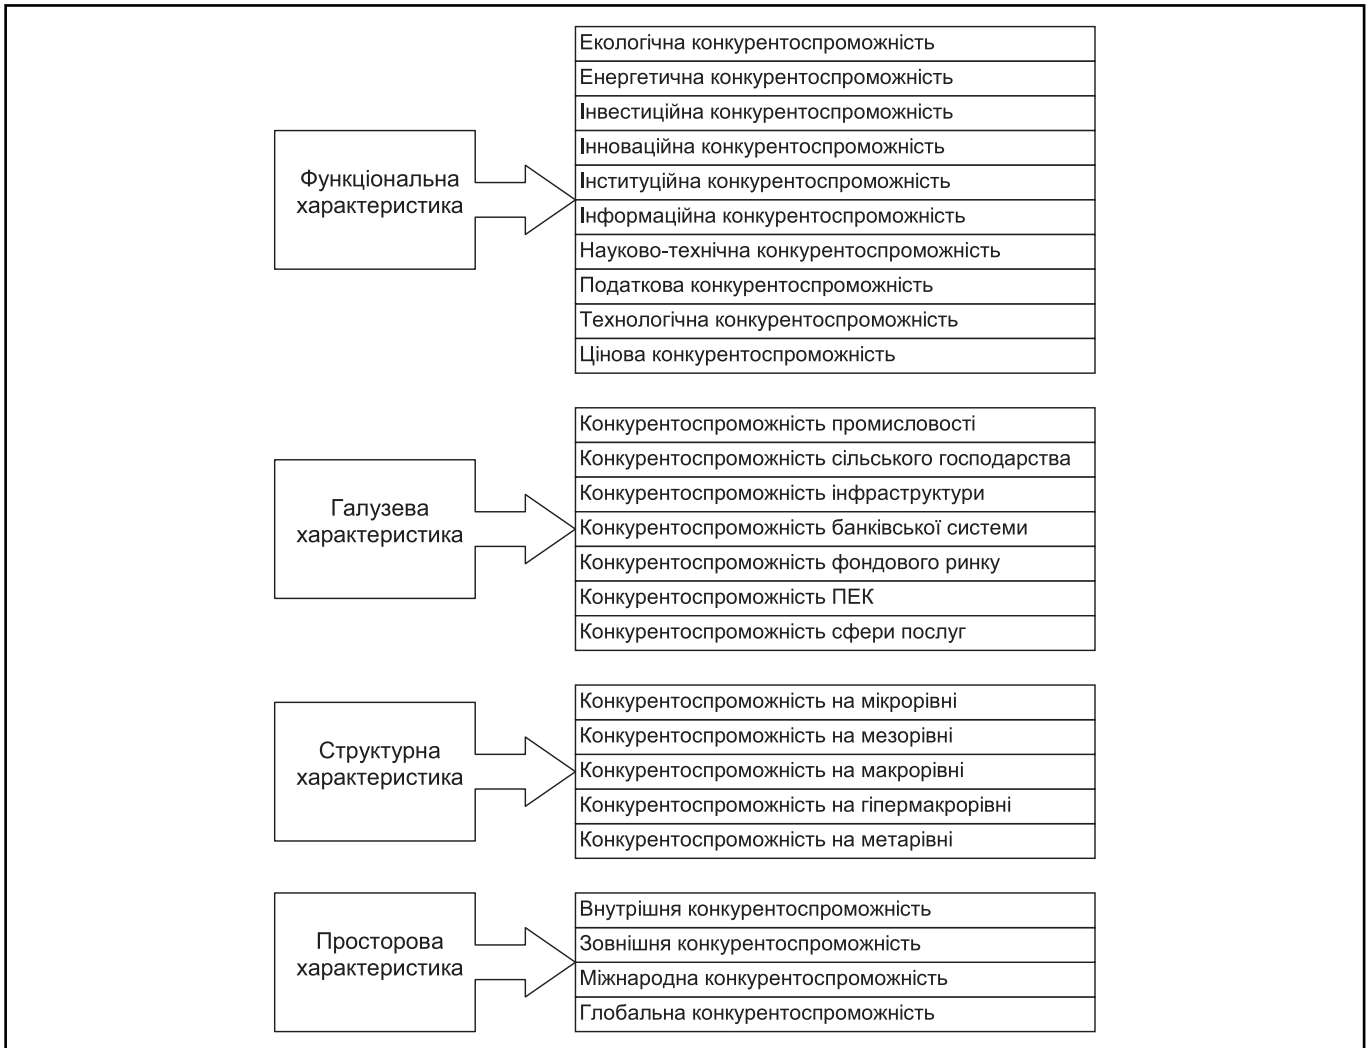 Функціональна
характеристика
Екологічна конкурентоспроможність
Енергетична конкурентоспроможність
Інвестиційна конкурентоспроможність
Інноваційна конкурентоспроможність
Інституційна конкурентоспроможність
Інформаційна конкурентоспроможність
Науково-технічна конкурентоспроможність
Податкова конкурентоспроможність
Технологічна конкурентоспроможність
Цінова конкурентоспроможність
Галузева
характеристика
Конкурентоспроможність промисловості
Конкурентоспроможність сільського господарства
Конкурентоспроможність інфраструктури
Конкурентоспроможність банківської системи
Конкурентоспроможність фондового ринку
Конкурентоспроможність ПЕК
Конкурентоспроможність сфери послуг
Структурна
характеристика
Конкурентоспроможність на мікрорівні
Конкурентоспроможність на мезорівні
Конкурентоспроможність на макрорівні
Конкурентоспроможність на гіпермакрорівні
Конкурентоспроможність на метарівні
Просторова
характеристика
Внутрішня конкурентоспроможність
Зовнішня конкурентоспроможність
Міжнародна конкурентоспроможність
Глобальна конкурентоспроможність